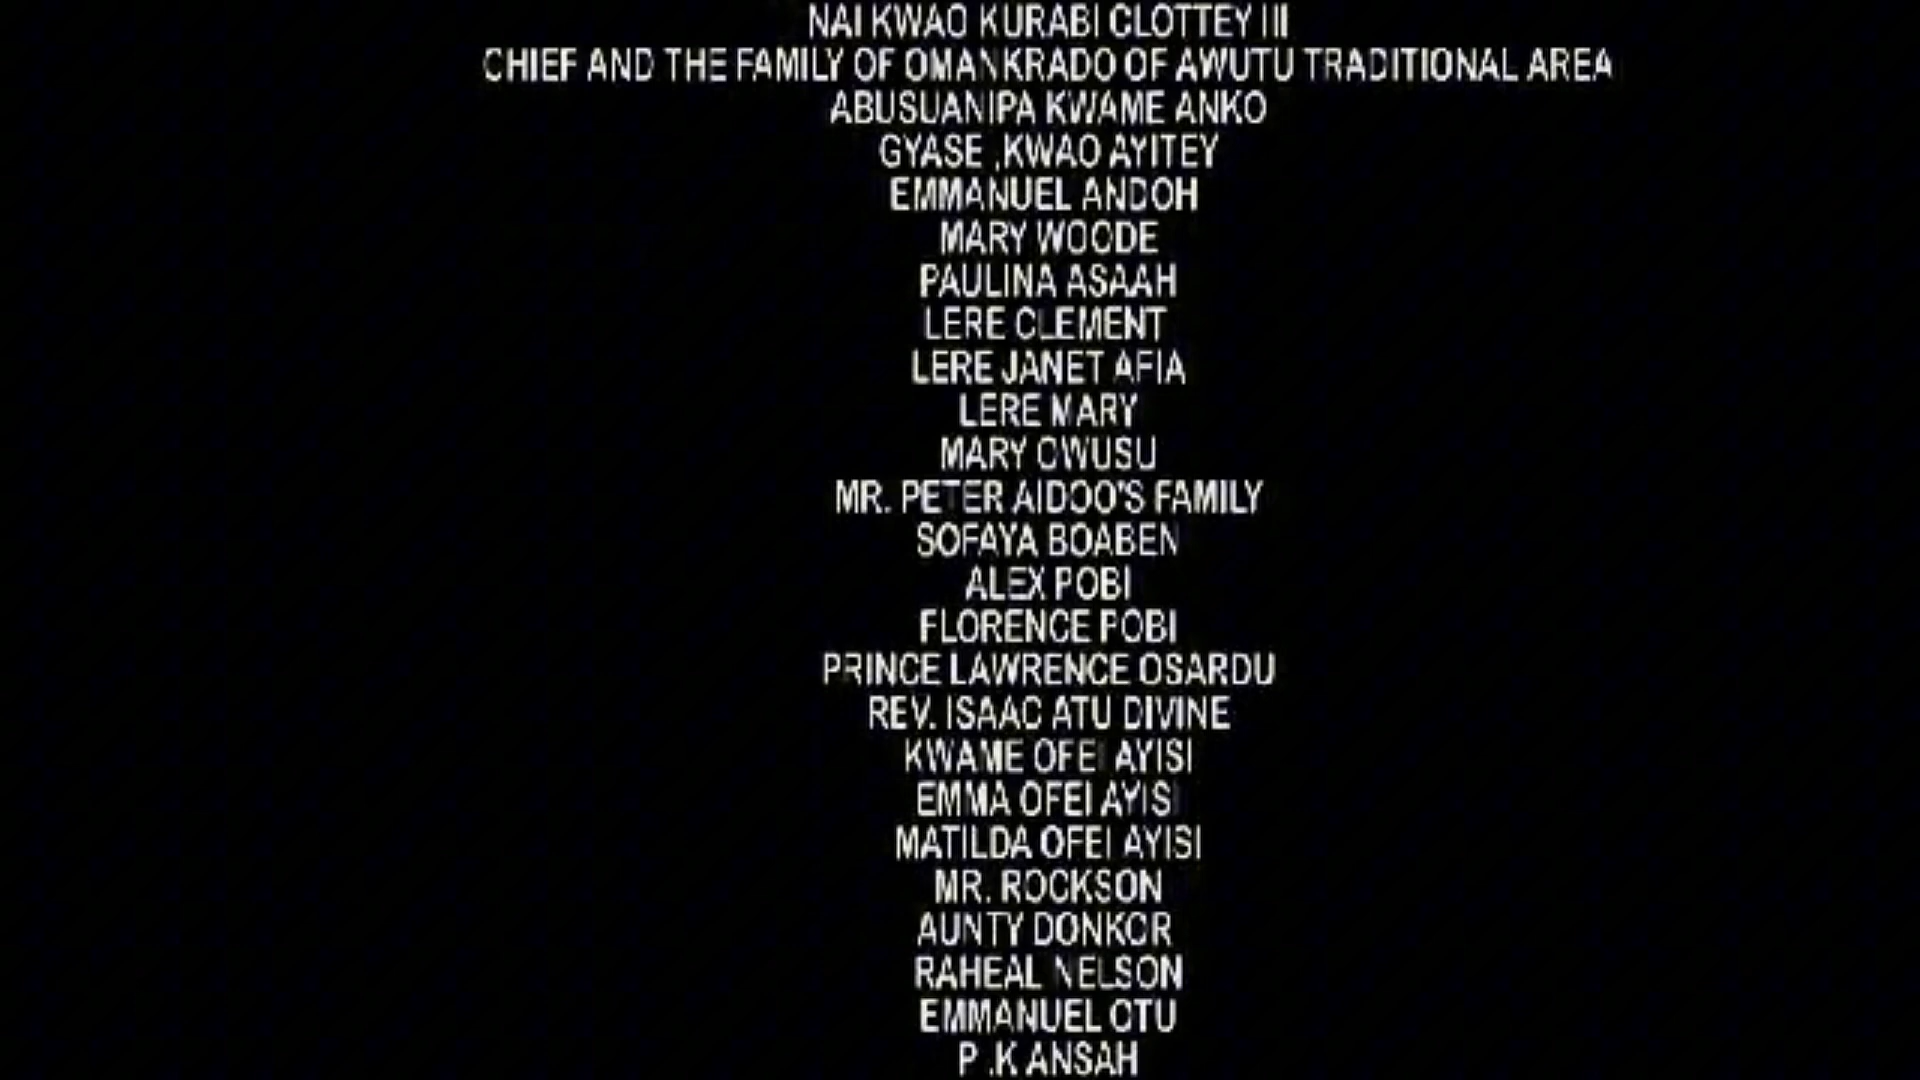 NAI KWAO KURABI CLOTTEY III
CHIEF AND THE FAMILY OF OMANKRADO OF AWUTU TRADITIONAL AREA
ABUSUANIPA KWAME ANKO
GYASE ,KWAO AYITEY
EMMANUEL ANDOH
MARY WOODE
PAULINA ASAAH
LERE CLEMENT
LERE JANET AFIA
LERE MARY
MARY OWUSU
MR. PETER AIDOO'S FAMILY
SOFAYA BOABEN
ALEX POBI
FLORENCE POBI
PRINCE LAWRENCE OSARDU
REV. ISAAC ATU DIVINE
KWAME OFEI AYISI
EMMA OFEI AYISI
MATILDA OFEI AYISI
MR. ROCKSON
AUNTY DONKOR
RAHEAL NELSON
EMMANUEL OTU
P .K ANSAH